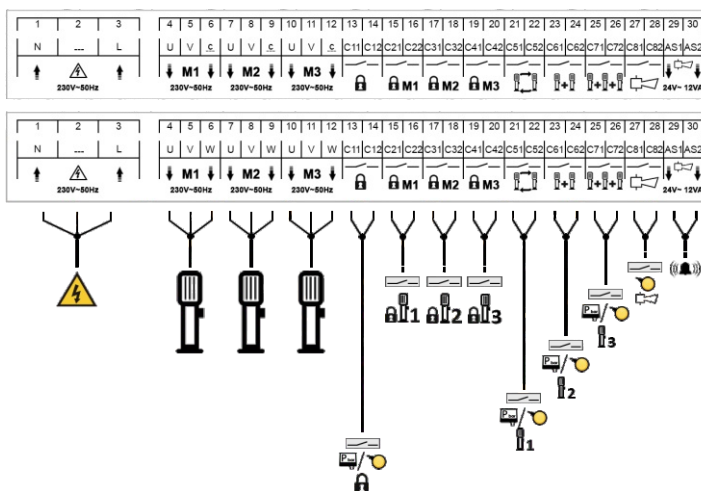 1 2 3 4 5 6 7 8 9 10 11 12 13 14 15 16 17 18 19 20 21 22 23 24 25 26 27 28 29 30
N --- L U V c U V c U V c C11 C12 C21 C22 C31 C32 C41 C42 C51 C52 C61 C62 C71 C72 C81 C82 AS1 AS2
M1 M2 M3 M1 M2 M3 + + +
230V~50Hz 230V~50Hz 230V~50Hz 230V~50Hz 24V~ 12VA
1 2 3 4 5 6 7 8 9 10 11 12 13 14 15 16 17 18 19 20 21 22 23 24 25 26 27 28 29 30
N --- L U V W U V W U V W C11 C12 C21 C22 C31 C32 C41 C42 C51 C52 C61 C62 C71 C72 C81 C82 AS1 AS2
M1 M2 M3 M1 M2 M3 + + +
230V~50Hz 230V~50Hz 230V~50Hz 230V~50Hz 24V~ 12VA
1 2 3
P bar /
3
P bar /
2
P bar /
1
P bar /